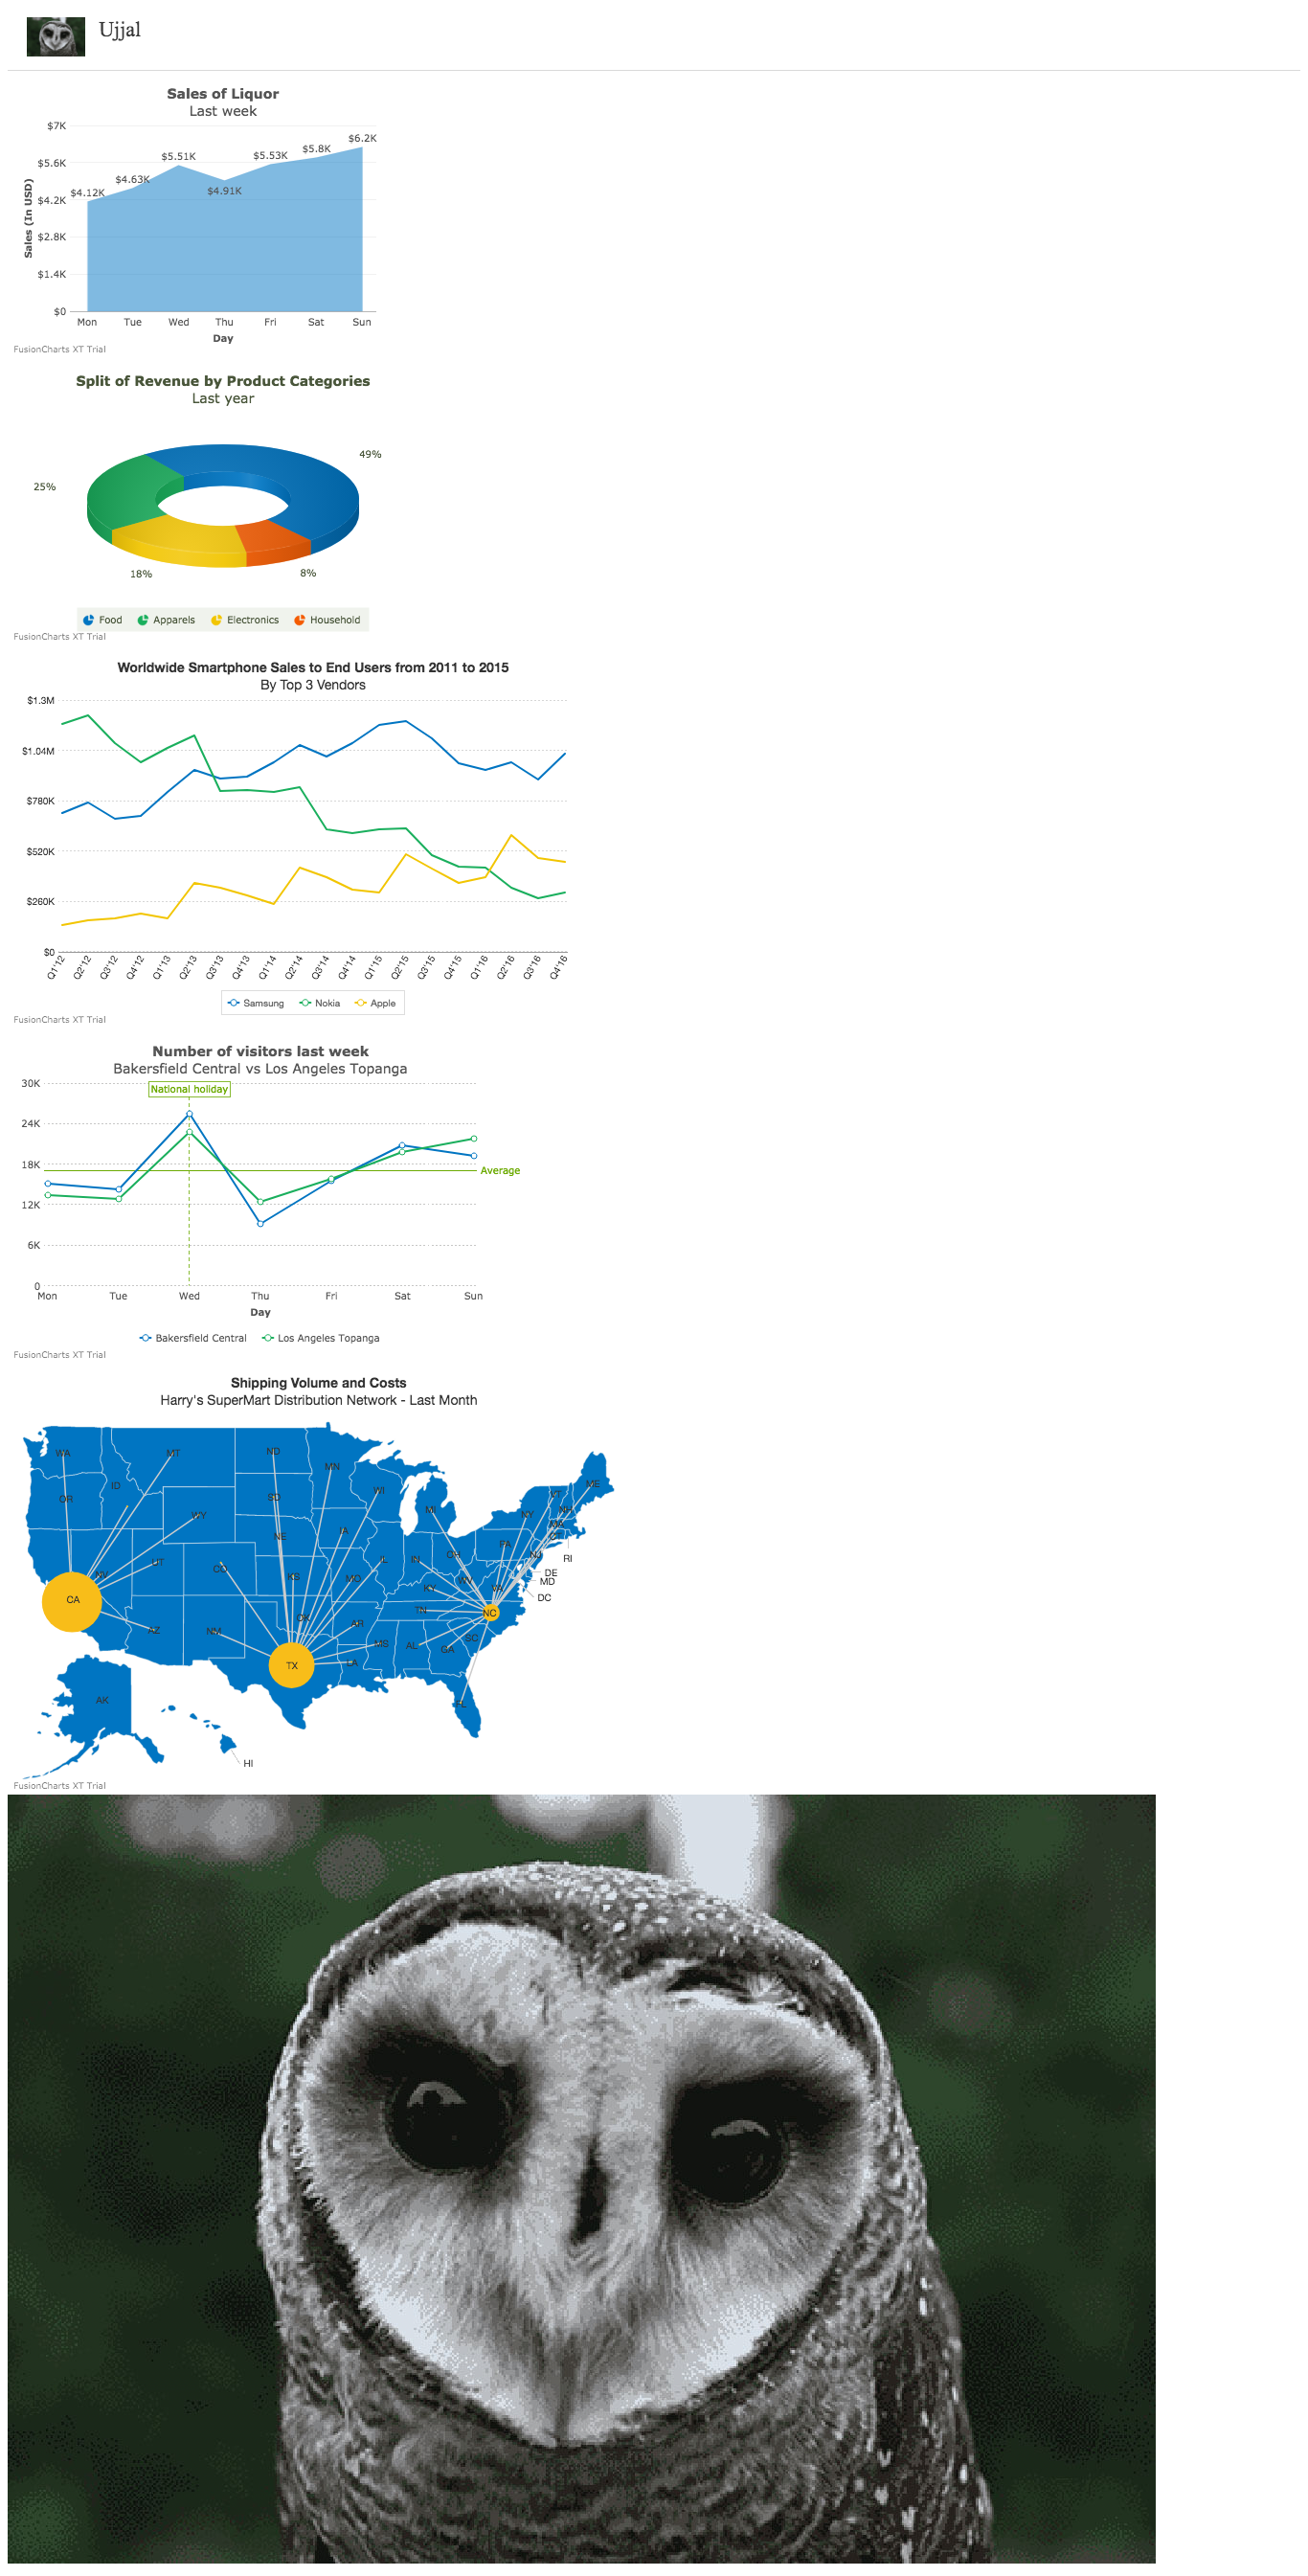 Ujjal
Sales of Liquor
Last week
$7K
$5.6K
$4.2K
$2.8K
$1.4K
$0
Sales (In USD)
$4.12K
$4.63K
$5.51K
$4.91K
$5.53K
$5.8K
$6.2K
Mon Tue Wed Thu Fri Sat Sun
Day
FusionCharts XT Trial
Split of Revenue by Product Categories
Last year
49%
25%
18%
8%
Food Apparels Electronics Household
FusionCharts XT Trial
Worldwide Smartphone Sales to End Users from 2011 to 2015
By Top 3 Vendors
$1.3M
$1.04M
$780K
$520K
$260K
$0
Q1'12 Q2'12 Q3'12 Q4'12 Q1'13 Q2'13 Q3'13 Q4'13 Q1'14 Q2'14 Q3'14 Q4'14 Q1'15 Q2'15 Q3'15 Q4'15 Q1'16 Q2'16 Q3'16 Q4'16
Samsung Nokia Apple
FusionCharts XT Trial
Number of visitors last week
Bakersfield Central vs Los Angeles Topanga
30K
National holiday
24K
18K
Average
12K
6K
0
Mon Tue Wed Thu Fri Sat Sun
Day
Bakersfield Central Los Angeles Topanga
FusionCharts XT Trial
Shipping Volume and Costs
Harry's SuperMart Distribution Network - Last Month
WA MT ND MN
OR ID SD WI MI VT NH ME
WY NE IA NY MA
NV UT CO KS MO IL IN OH PA NJ RI
KY WV VA DE
MD
DC
CA AZ NM OK AR TN NC
TX LA MS AL GA SC
FL
AK
HI
FusionCharts XT Trial